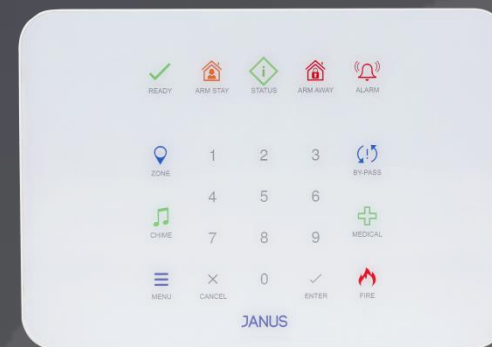 READY ARM STAY STATUS ARM AWAY ALARM
1 2 3
ZONE BY-PASS
4 5 6
CHIME MEDICAL
7 8 9
0
MENU CANCEL ENTER FIRE
JANUS